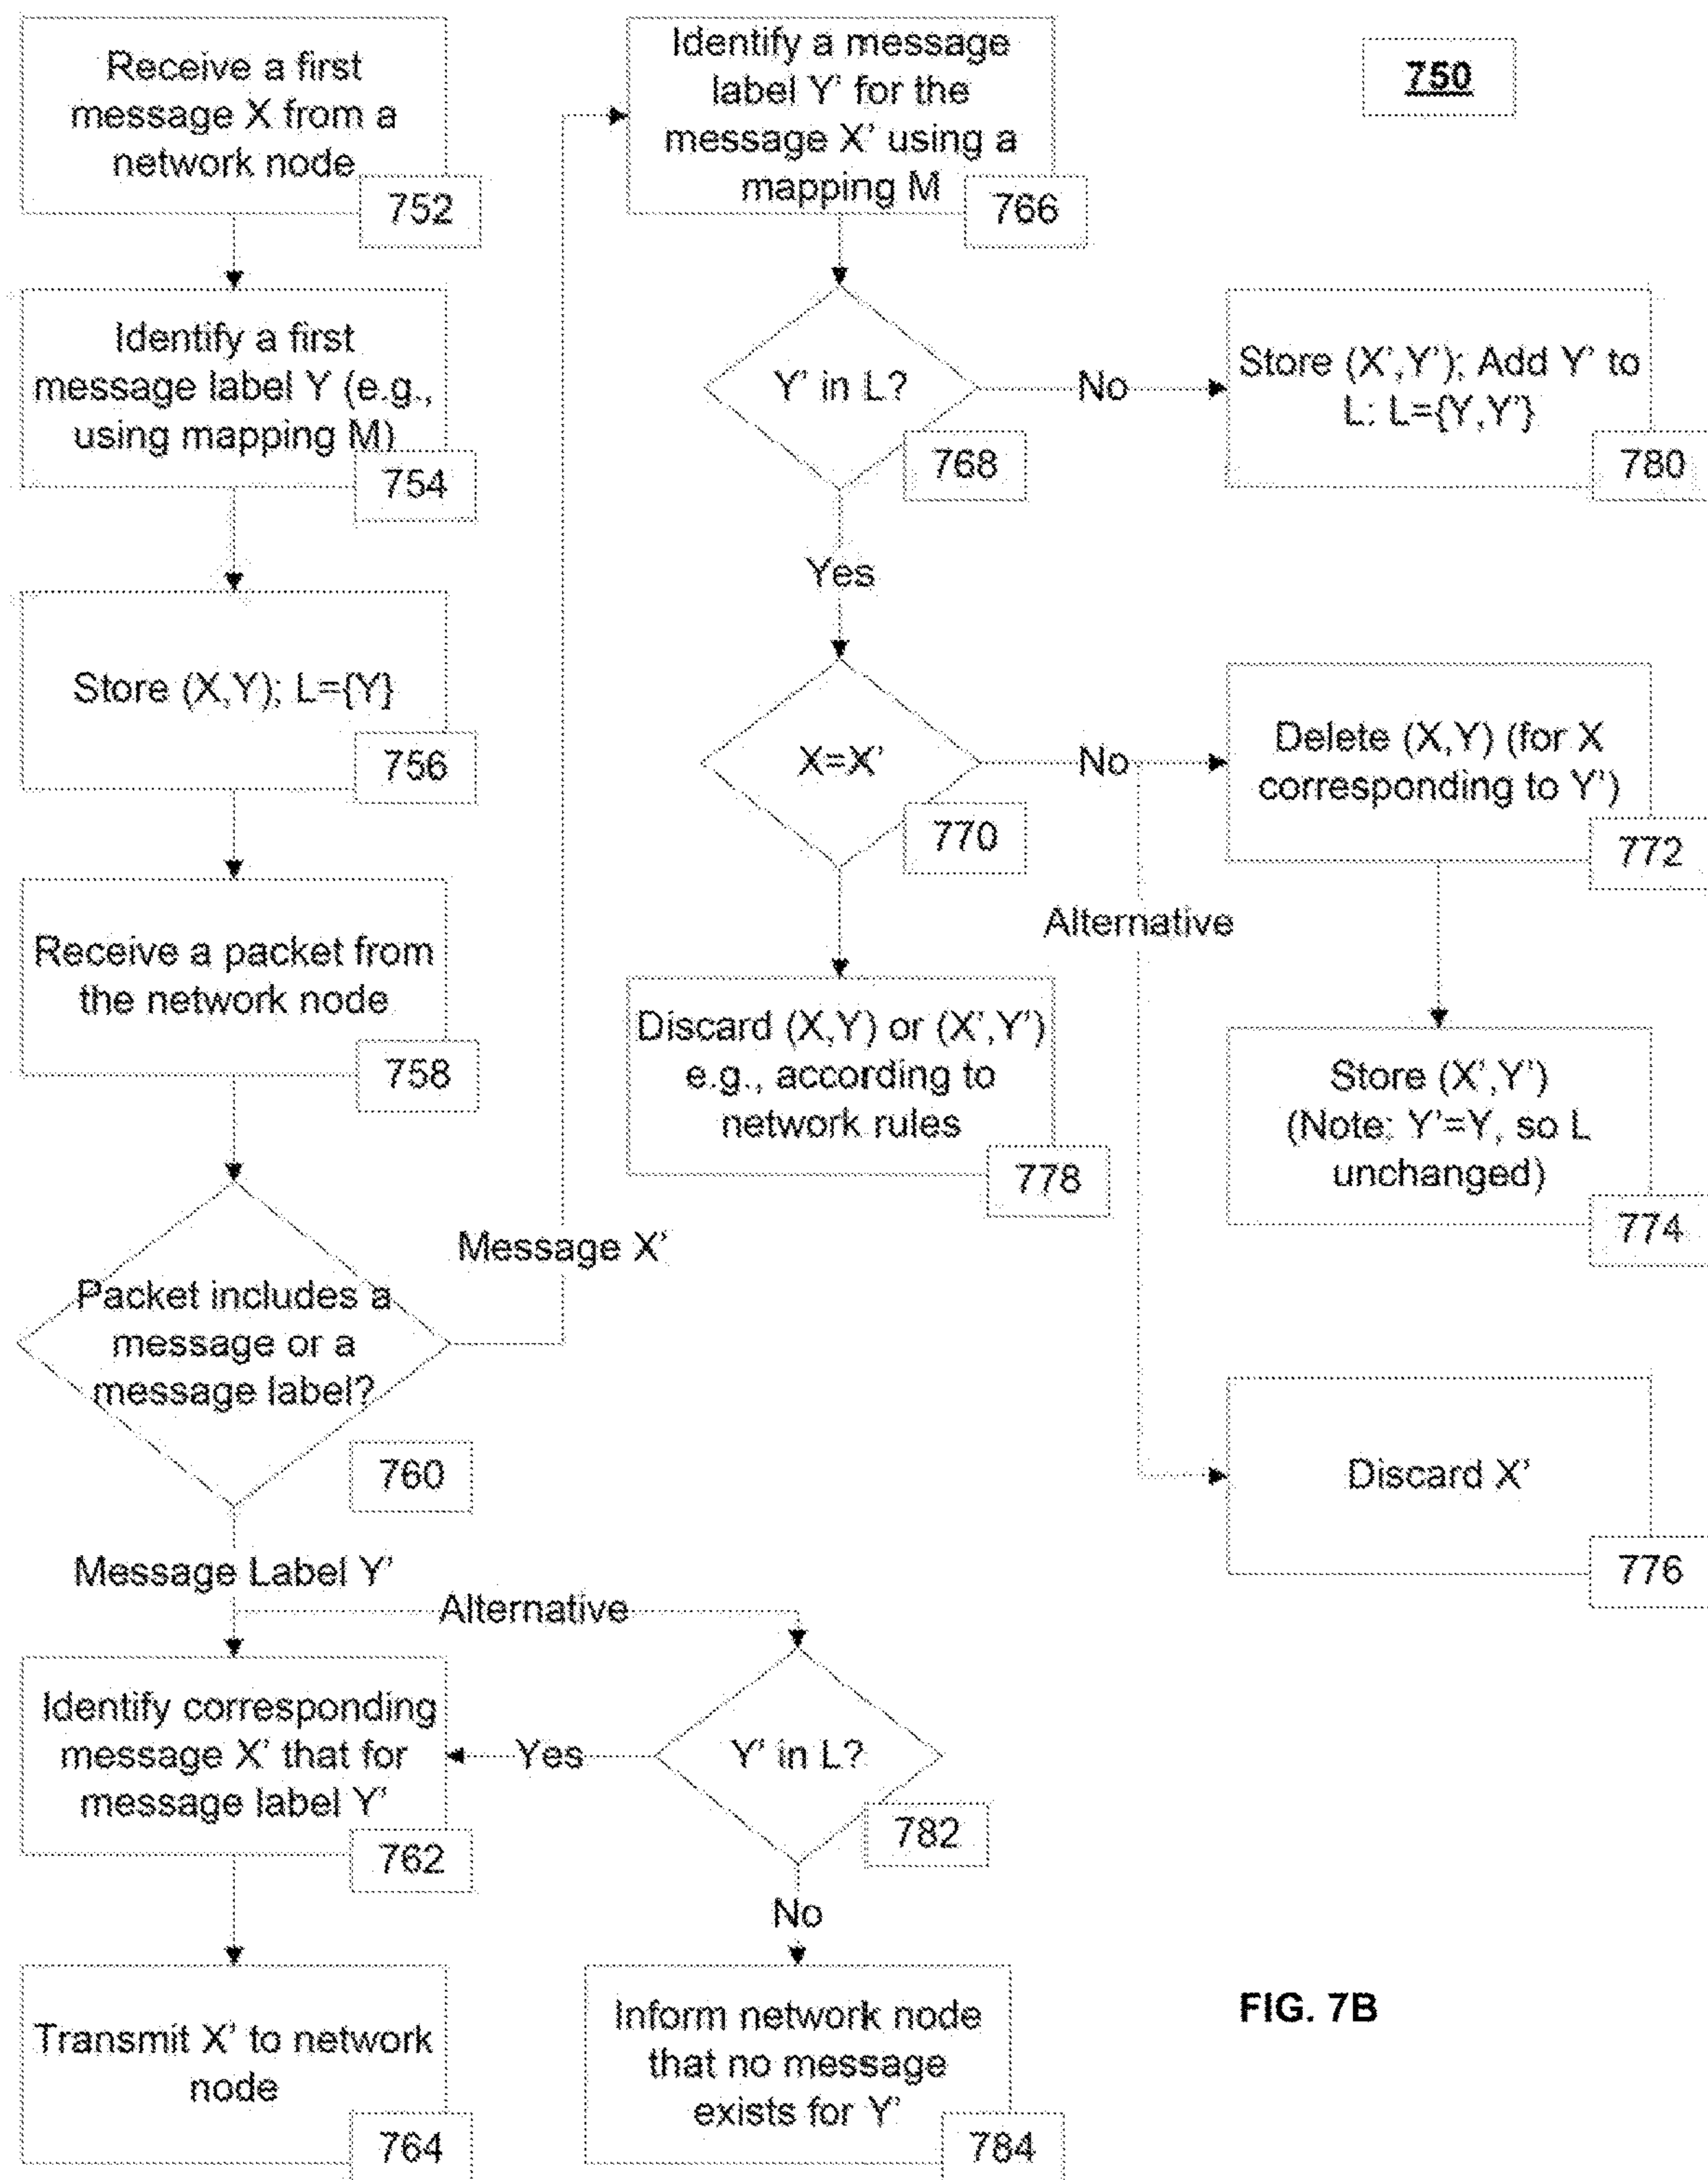 Receive a first
message X from a
network node
752
Identify a first
message label Y (e.g.,
using mapping M)
754
Store (X,Y); L={Y}
756
Receive a packet from
the network node
758
Packet includes a
message or a
message label?
760
Message X'
Message Label Y'
Alternative
Identify corresponding
message X' that for
message label Y'
762
Transmit X' to network
node
764
Yes
Y' in L?
782
No
Inform network node
that no message
exists for Y'
784
Identify a message
label Y' for the
message X' using a
mapping M
766
Y' in L?
768
No
Store (X',Y'); Add Y' to
L: L={Y,Y'}
780
Yes
X=X'
770
No
Delete (X,Y) (for X
corresponding to Y')
772
Alternative
Discard (X,Y) or (X',Y')
e.g., according to
network rules
778
Store (X',Y')
(Note: Y'=Y, so L
unchanged)
774
Discard X'
776
750
FIG. 7B